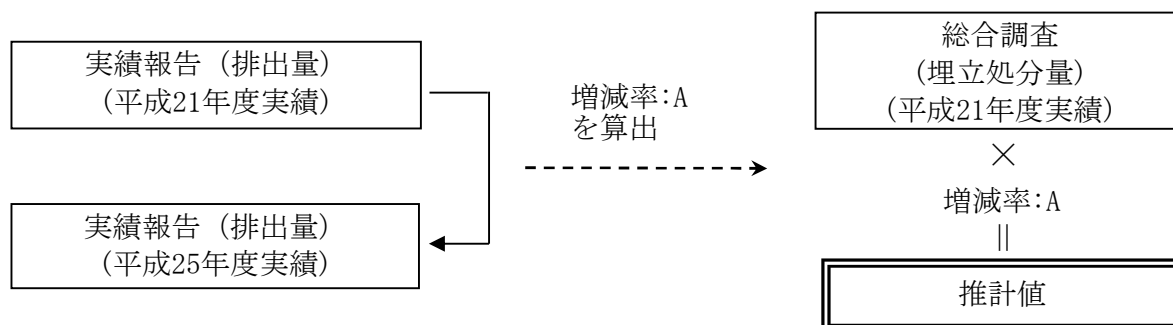 実績報告（排出量）
（平成21年度実績）
増減率:A
を算出
実績報告（排出量）
（平成25年度実績）
総合調査
（埋立処分量）
（平成21年度実績）
×
増減率:A
||
推計値